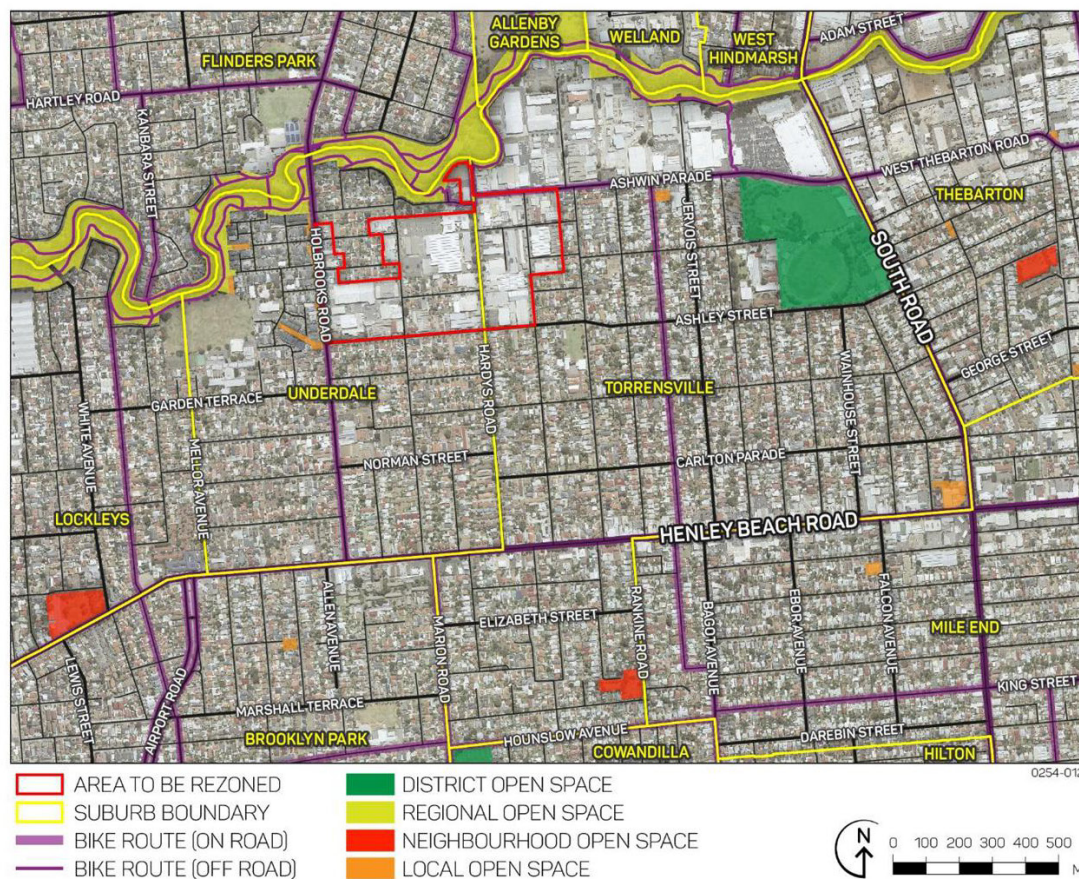 ALLENBY
GARDENS
WELLAND
WEST
HINDMARSH
ADAM STREET
FLINDERS PARK
HARTLEY ROAD
KANBARA STREET
WEST THEBARTON ROAD
ASHWIN PARADE
THEBARTON
JERVOIS STREET
HOLBROOKS ROAD
SOUTH ROAD
ASHLEY STREET
GEORGE STREET
HARDYS ROAD
WAINHOUSE STREET
UNDERDALE
TORRENSVILLE
GARDEN TERRACE
WHITE AVENUE
MELLOR AVENUE
NORMAN STREET
CARLTON PARADE
LOCKLEYS
HENLEY BEACH ROAD
ALLEN AVENUE
MARION ROAD
ELIZABETH STREET
RANKINE ROAD
BAGOT AVENUE
EBOR AVENUE
FALCON AVENUE
MILE END
LEWIS STREET
AIRPORT ROAD
KING STREET
MARSHALL TERRACE
BROOKLYN PARK
HOUNSLOW AVENUE
COWANDILLA
DAREBIN STREET
HILTON
0254-012
AREA TO BE REZONED
SUBURB BOUNDARY
BIKE ROUTE (ON ROAD)
BIKE ROUTE (OFF ROAD)
DISTRICT OPEN SPACE
REGIONAL OPEN SPACE
NEIGHBOURHOOD OPEN SPACE
LOCAL OPEN SPACE
N
0 100 200 300 400 500
M